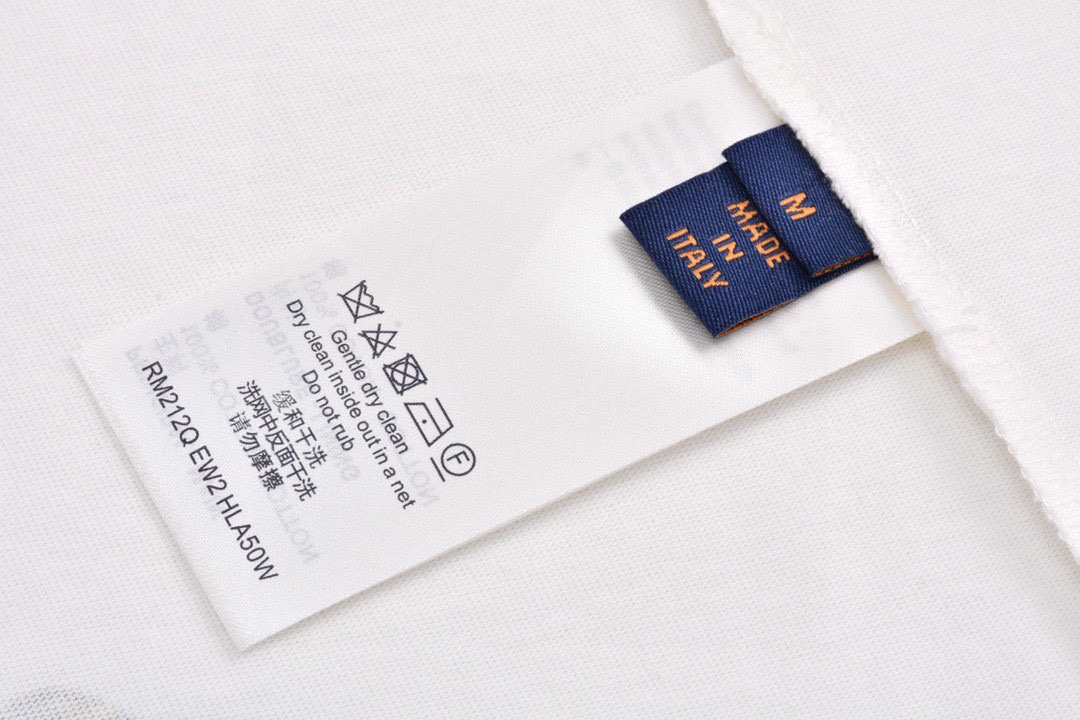 M
MADE
IN
ITALY
F
Gentle dry clean
Dry clean inside out in a net
Do not rub
缓和干洗
洗网中反面干洗
请勿摩擦
RM212Q EW2 HLA50W